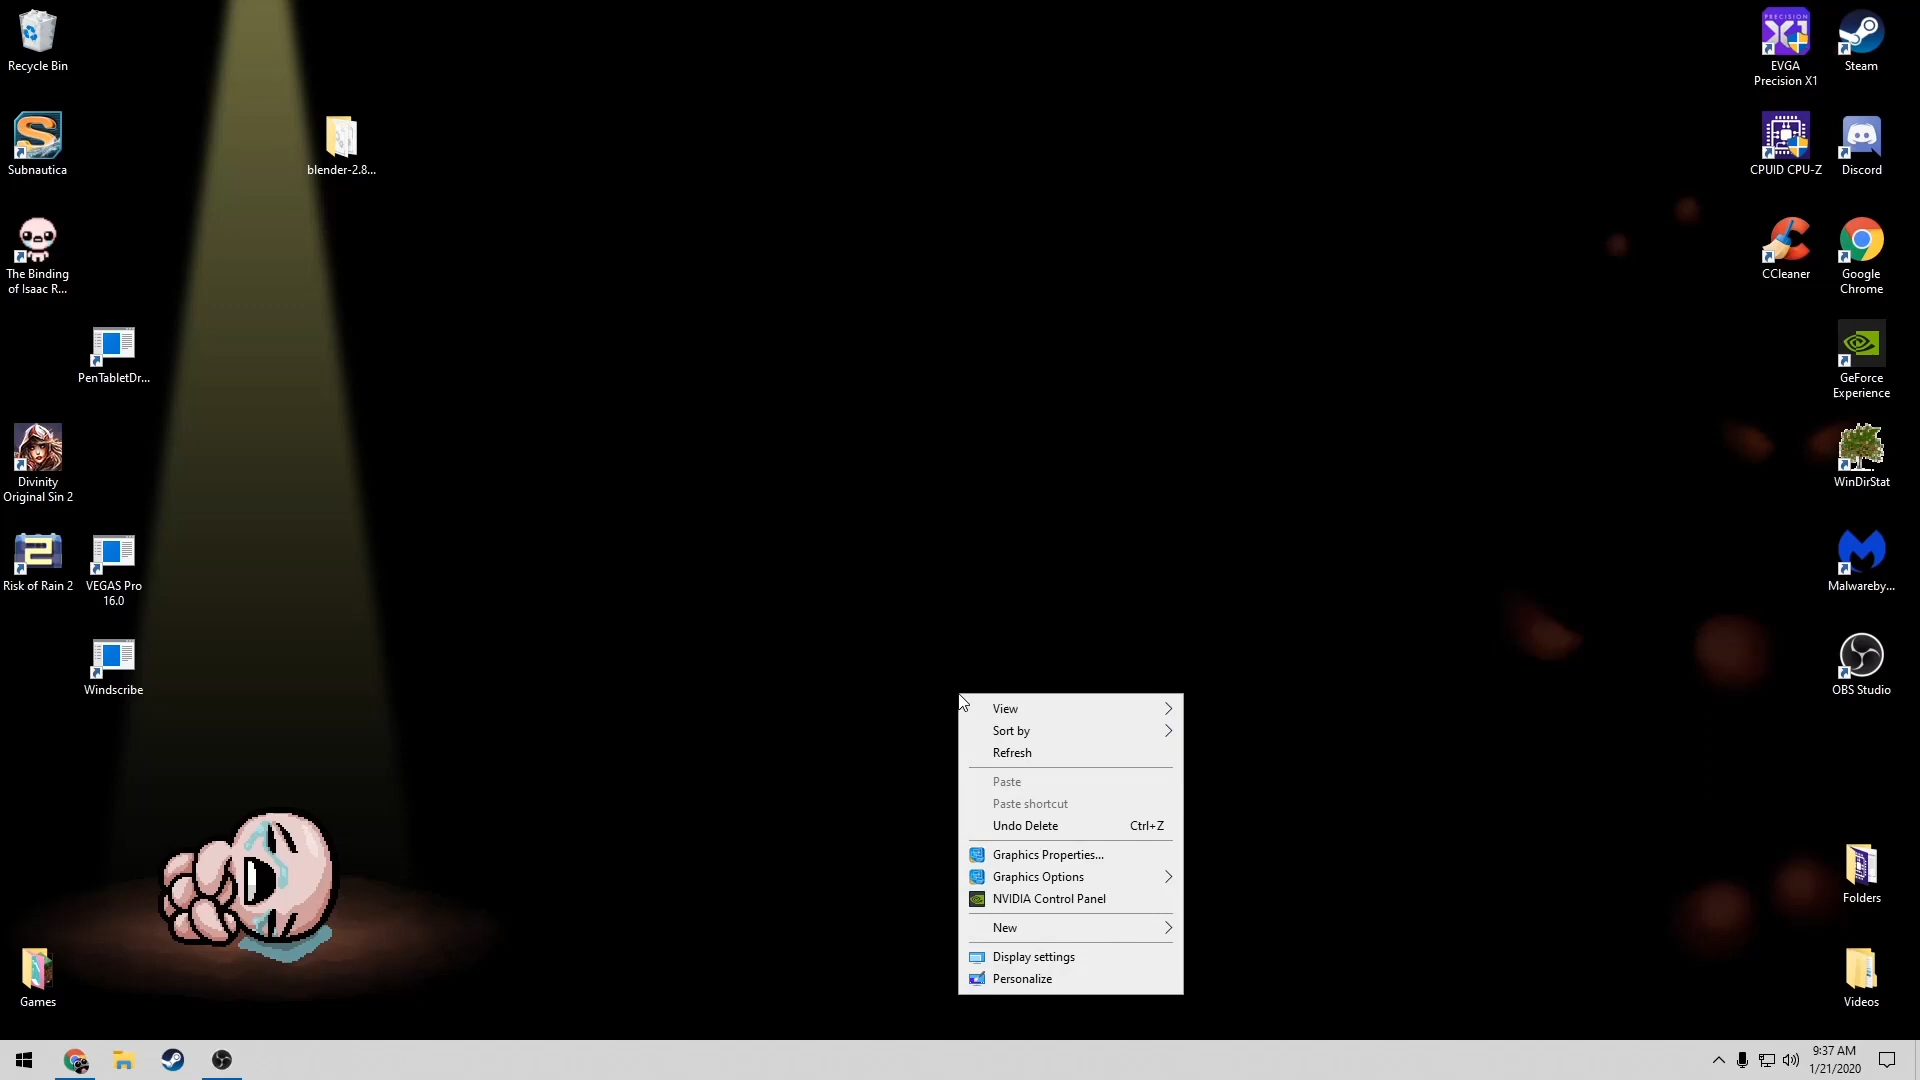 Recycle Bin
Subnautica
The Binding
of Isaac R...
PenTabletDr...
Divinity
Original Sin 2
Risk of Rain 2
VEGAS Pro
16.0
Windscribe
Games
blender-2.8...
View
Sort by
Refresh
Paste
Paste shortcut
Undo Delete Ctrl+Z
Graphics Properties...
Graphics Options
NVIDIA Control Panel
New
Display settings
Personalize
PRECISION
X1
EVGA
Precision X1
Steam
CPUID CPU-Z
Discord
CCleaner
Google
Chrome
GeForce
Experience
WinDirStat
Malwareby...
OBS Studio
Folders
Videos
9:37 AM
1/21/2020